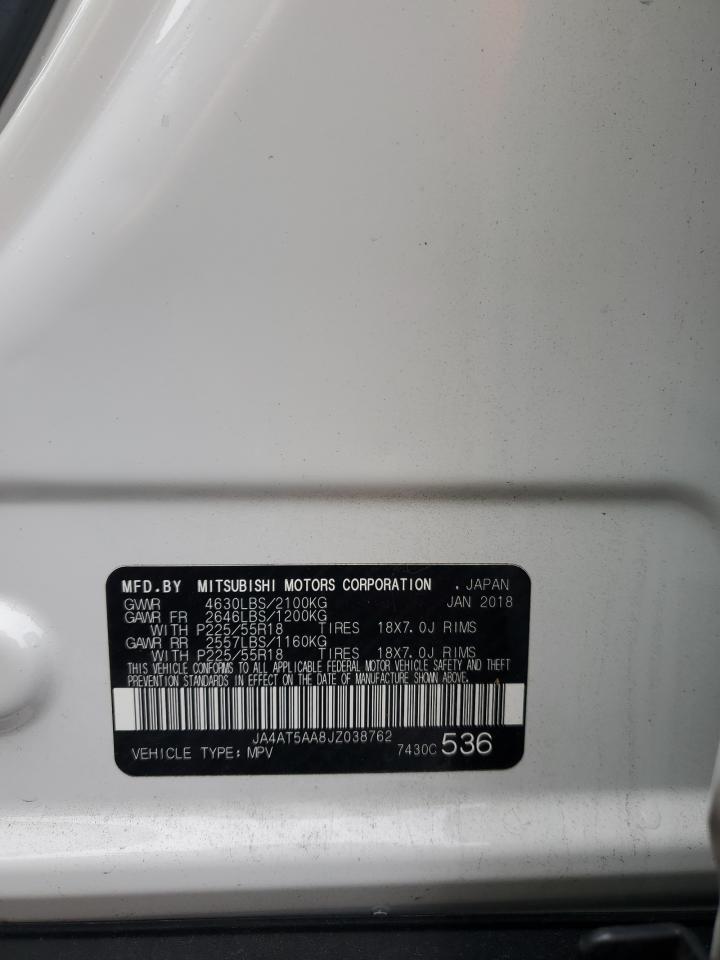 MFD.BY MITSUBISHI MOTORS CORPORATION . JAPAN
GVWR 4630LBS/2100KG JAN 2018
GAWR FR 2646LBS/1200KG
WITH P225/55R18 TIRES 18X7.0J RIMS
GAWR RR 2557LBS/1160KG
WITH P225/55R18 TIRES 18X7.0J RIMS
THIS VEHICLE CONFORMS TO ALL APPLICABLE FEDERAL MOTOR VEHICLE SAFETY AND THEFT
PREVENTION STANDARDS IN EFFECT ON THE DATE OF MANUFACTURE SHOWN ABOVE.
JA4AT5AA8JZ038762
VEHICLE TYPE: MPV 7430C 536